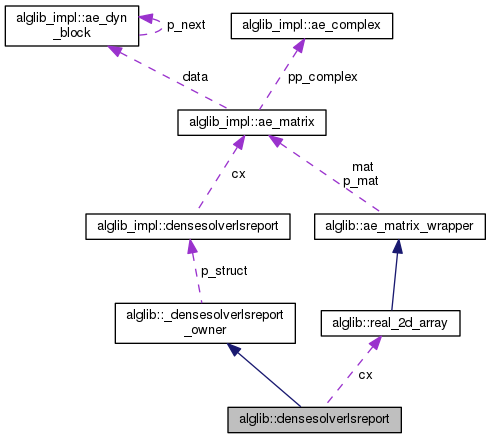 alglib_impl::ae_dyn
_block
p_next
alglib_impl::ae_complex
data
pp_complex
alglib_impl::ae_matrix
cx
mat
p_mat
alglib_impl::densesolverlsreport
alglib::ae_matrix_wrapper
p_struct
alglib::_densesolverlsreport
_owner
alglib::real_2d_array
cx
alglib::densesolverlsreport